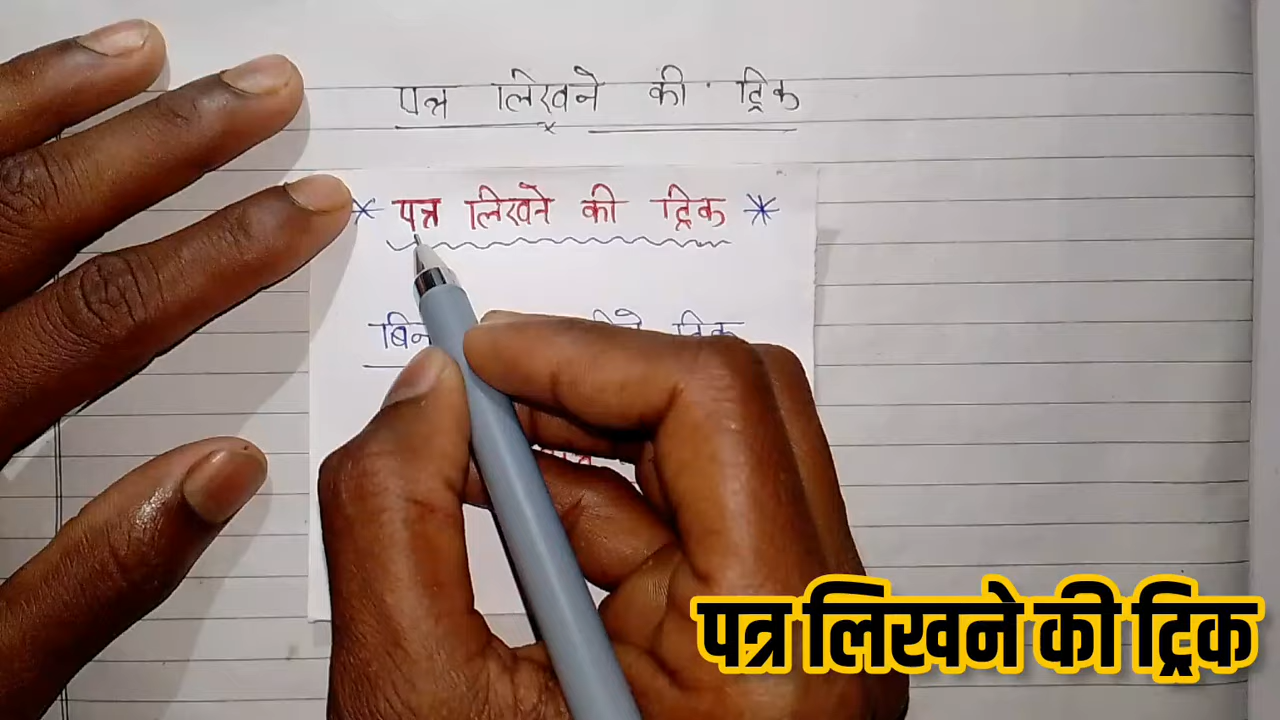 पत्र लिखने की ट्रिक
* पत्र लिखने की ट्रिक *
ट्रिक
पत्र लिखने की ट्रिक